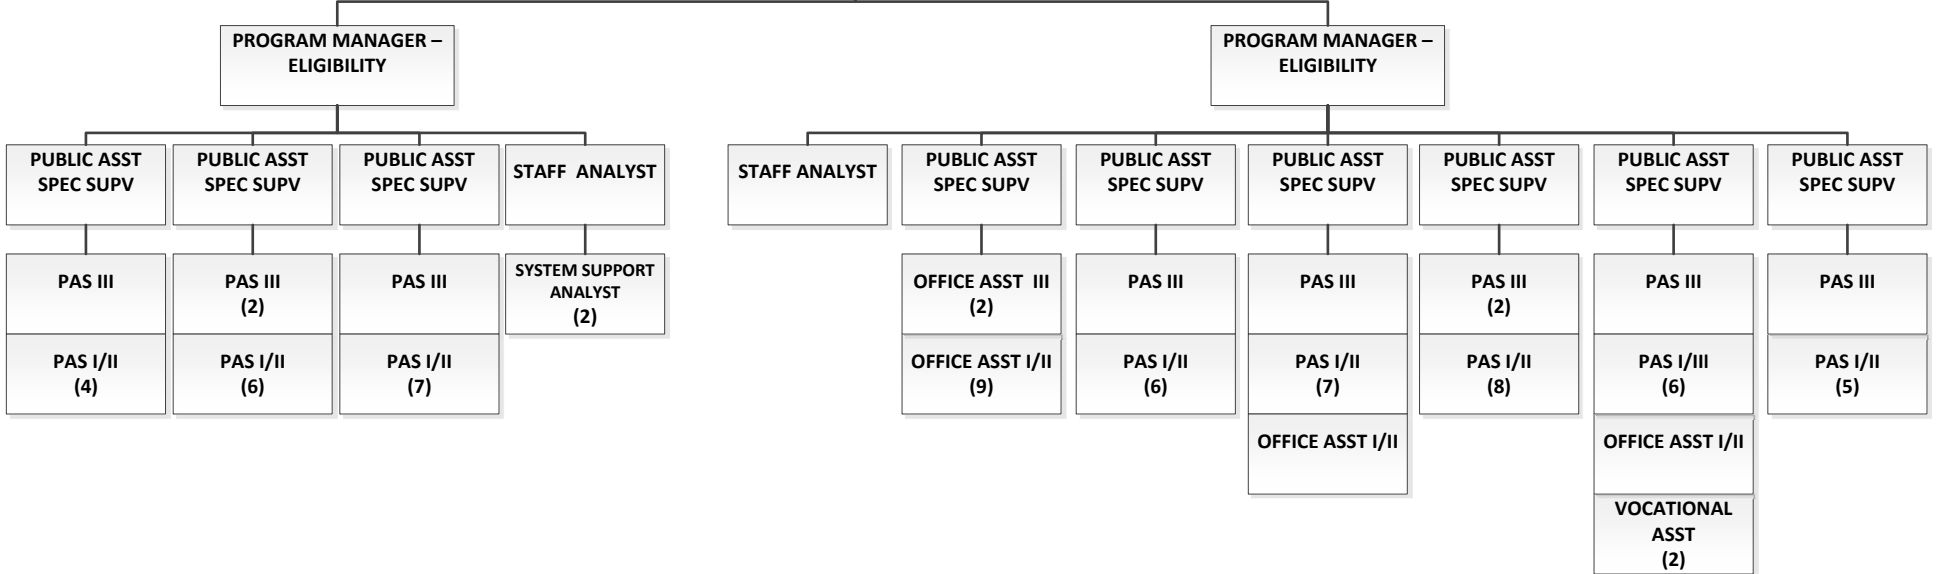 PROGRAM MANAGER –
ELIGIBILITY
PROGRAM MANAGER –
ELIGIBILITY
PUBLIC ASST
SPEC SUPV
PUBLIC ASST
SPEC SUPV
PUBLIC ASST
SPEC SUPV
STAFF  ANALYST
STAFF ANALYST
PUBLIC ASST
SPEC SUPV
PUBLIC ASST
SPEC SUPV
PUBLIC ASST
SPEC SUPV
PUBLIC ASST
SPEC SUPV
PUBLIC ASST
SPEC SUPV
PUBLIC ASST
SPEC SUPV
PAS III
PAS III
(2)
PAS III
SYSTEM SUPPORT
ANALYST
(2)
OFFICE ASST  III
(2)
PAS III
PAS III
PAS III
(2)
PAS III
PAS III
PAS I/II
(4)
PAS I/II
(6)
PAS I/II
(7)
OFFICE ASST I/II
(9)
PAS I/II
(6)
PAS I/II
(7)
PAS I/II
(8)
PAS I/III
(6)
PAS I/II
(5)
OFFICE ASST I/II
OFFICE ASST I/II
VOCATIONAL
ASST
(2)